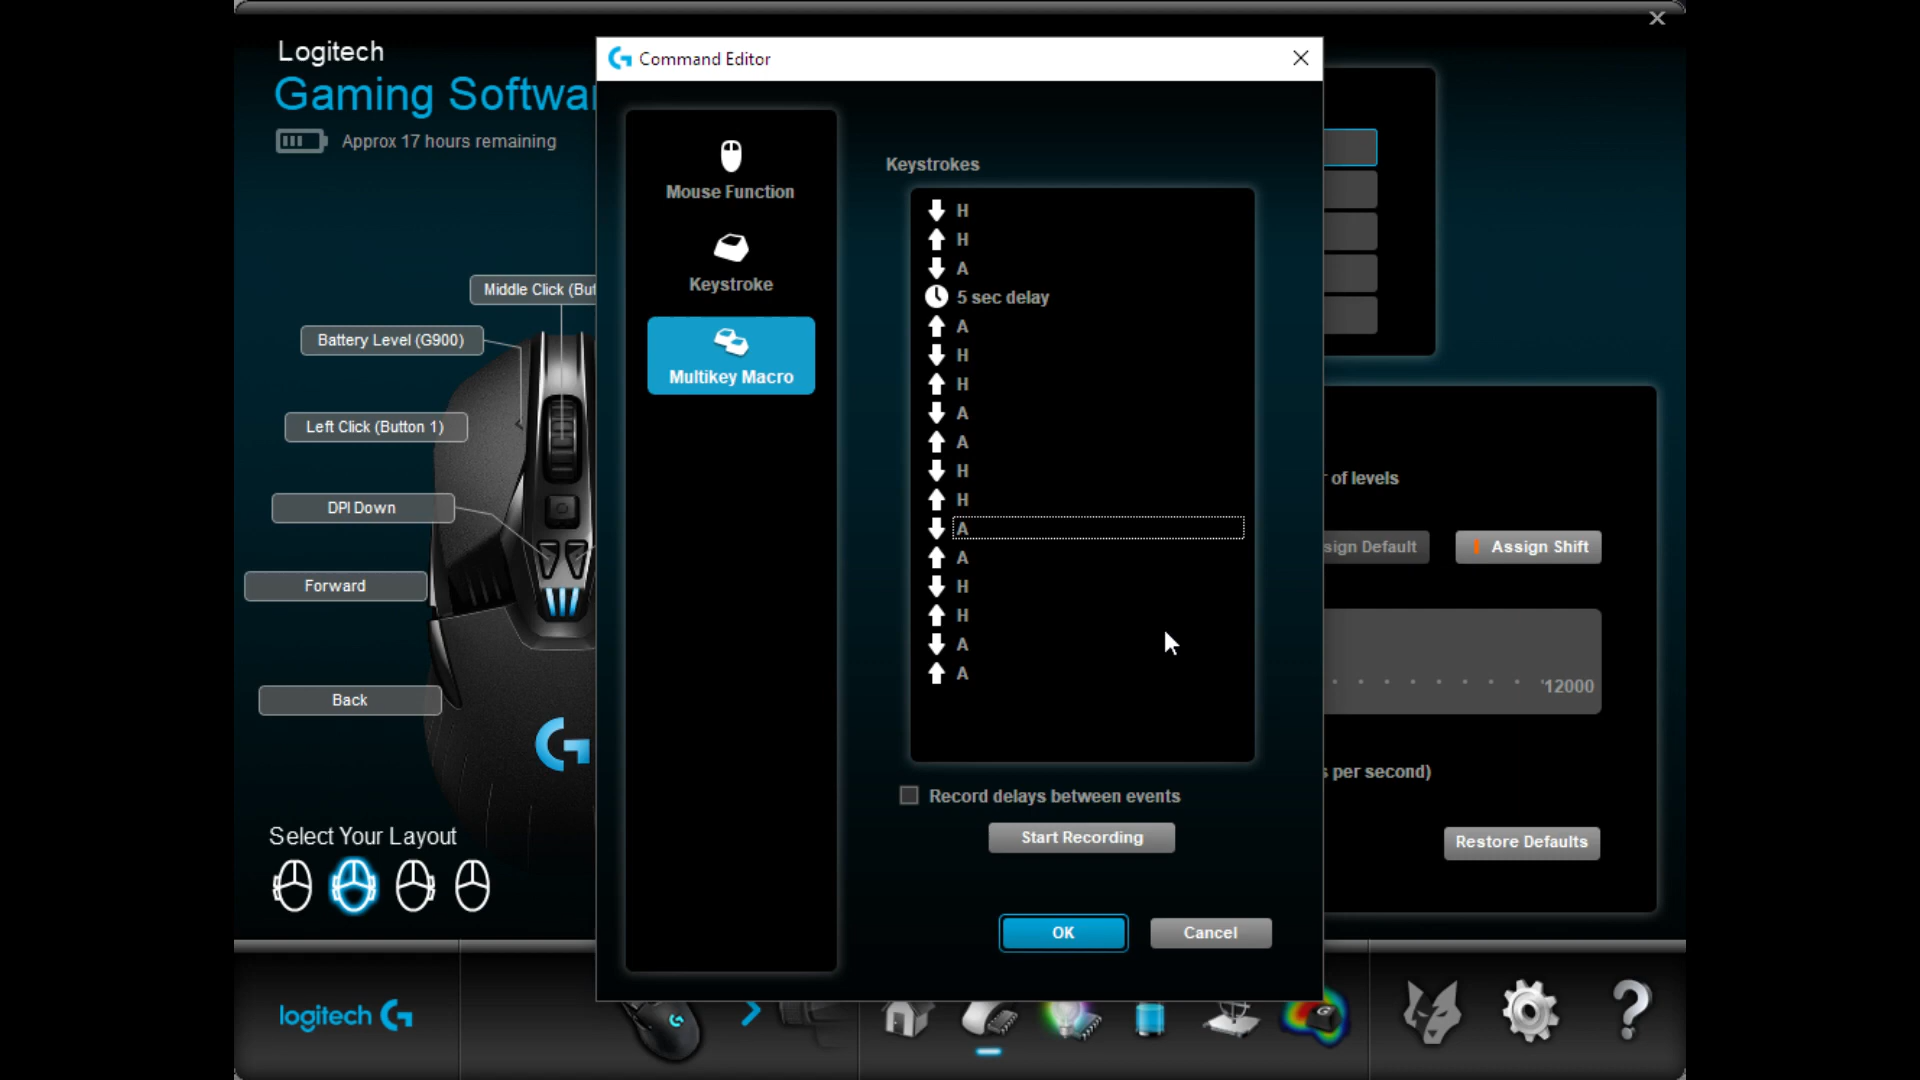 Logitech
Gaming Softwa
Approx 17 hours remaining
Middle Click (But
Battery Level (G900)
Left Click (Button 1)
DPI Down
Forward
Back
Select Your Layout
Command Editor
Mouse Function
Keystroke
Multikey Macro
Keystrokes
H
H
A
5 sec delay
A
H
H
A
A
H
H
A
A
H
H
A
A
Record delays between events
Start Recording
OK
Cancel
of levels
sign Default
Assign Shift
12000
s per second)
Restore Defaults
logitech G